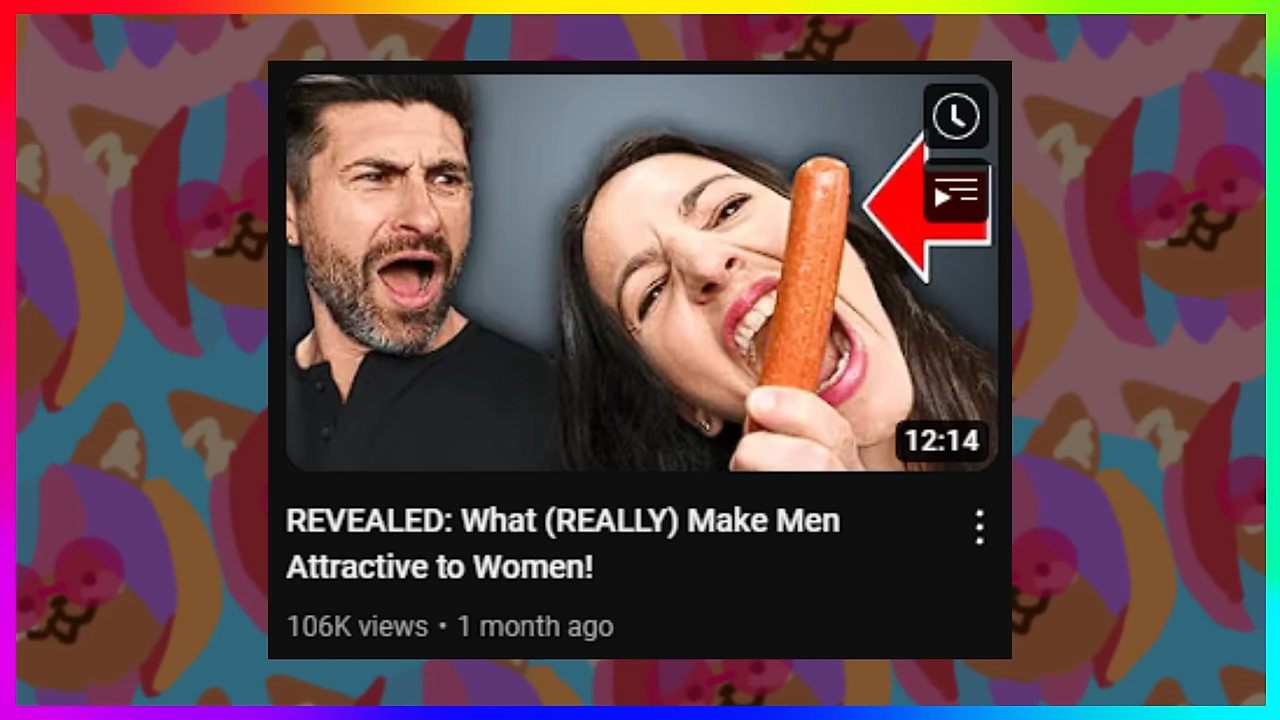 12:14
REVEALED: What (REALLY) Make Men
Attractive to Women!
106K views • 1 month ago